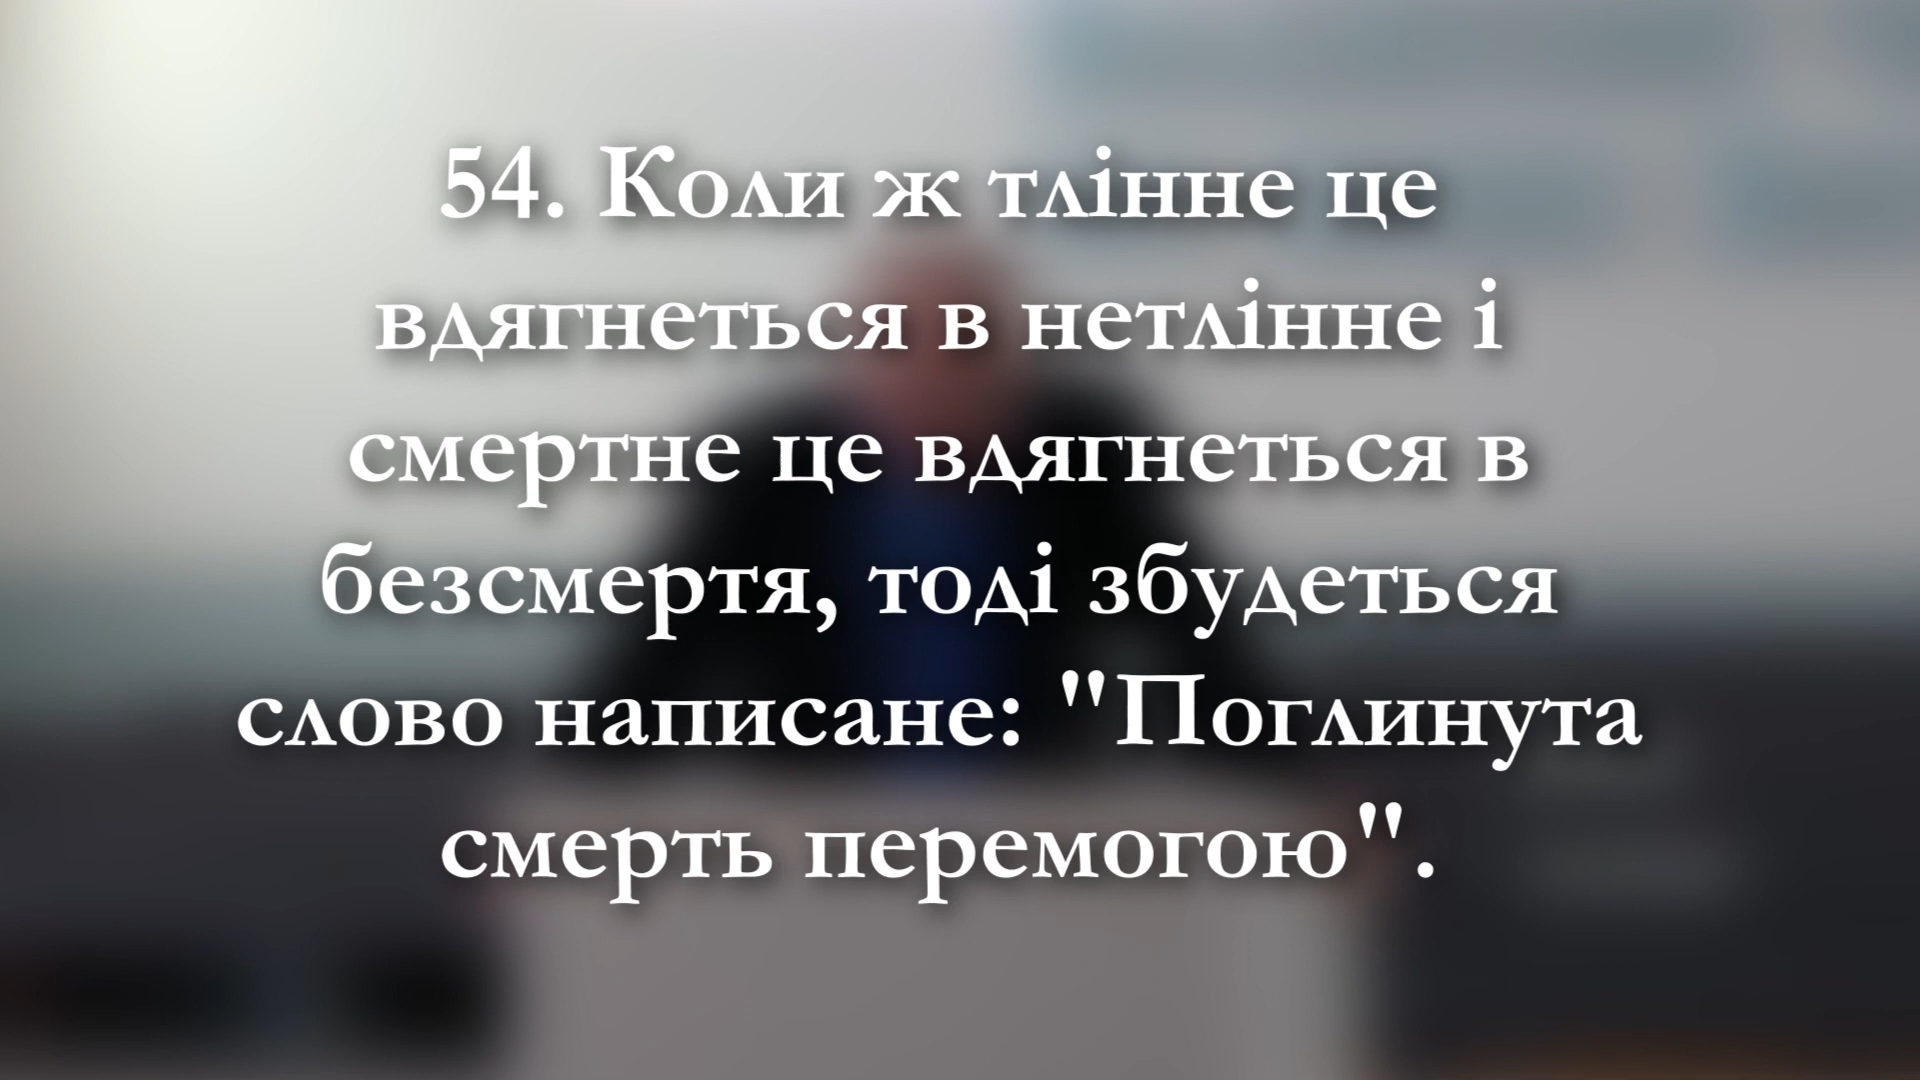 54. Коли ж тлінне це
вдягнеться в нетлінне і
смертне це вдягнеться в
безсмертя, тоді збудеться
слово написане: "Поглинута
смерть перемогою".